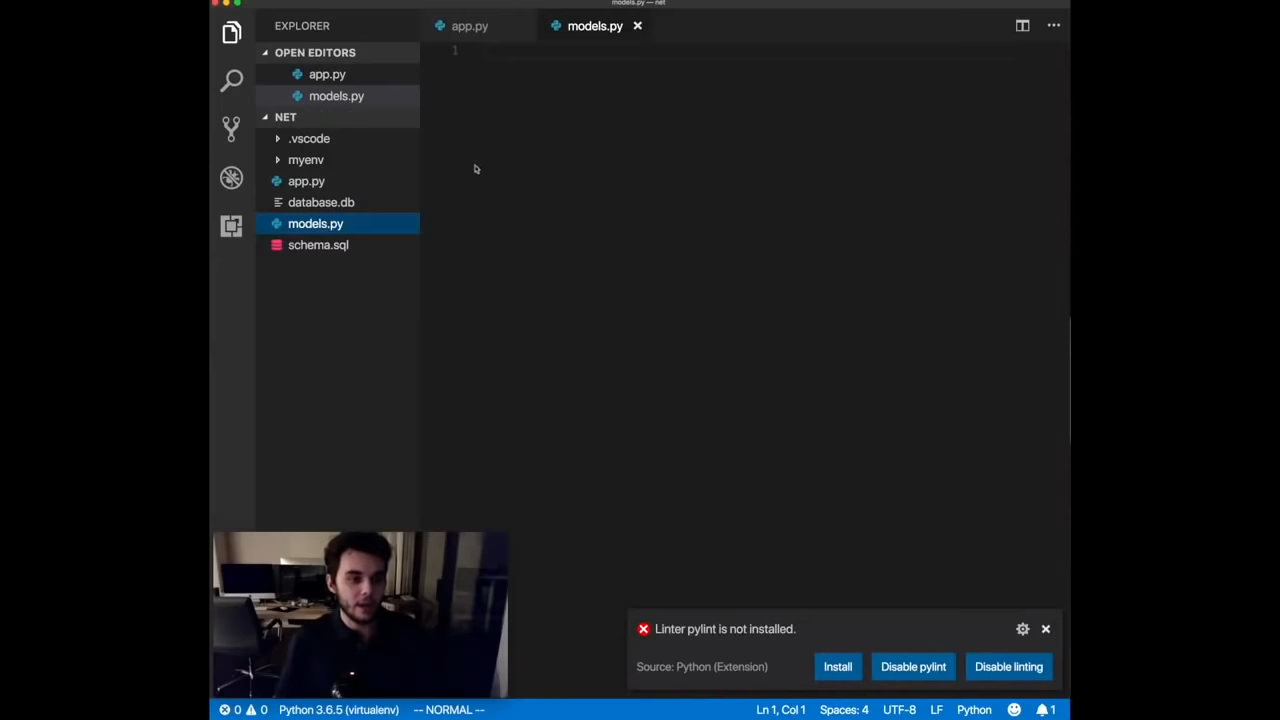 models.py — net
EXPLORER
app.py
models.py
OPEN EDITORS
1
app.py
models.py
NET
.vscode
myenv
app.py
database.db
models.py
schema.sql
Linter pylint is not installed.
Source: Python (Extension)
Install
Disable pylint
Disable linting
0 0 Python 3.6.5 (virtualenv) -- NORMAL -- Ln 1, Col 1 Spaces: 4 UTF-8 LF Python 1